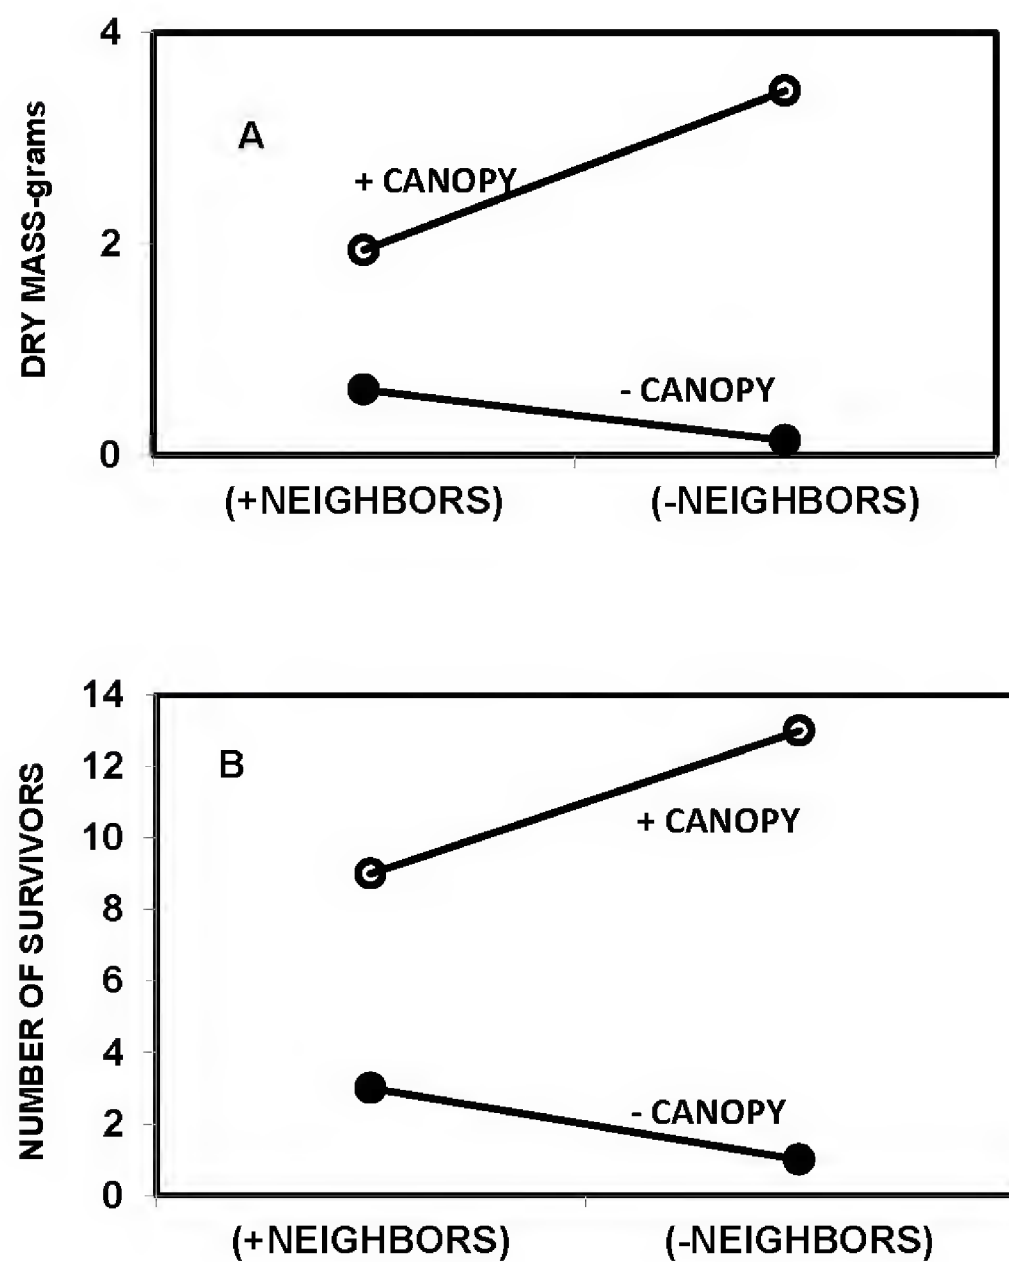 4
A
+ CANOPY
2
DRY MASS-grams
- CANOPY
0
(+NEIGHBORS) (-NEIGHBORS)
14
B
12
+ CANOPY
10
8
NUMBER OF SURVIVORS
6
4
- CANOPY
2
0
(+NEIGHBORS) (-NEIGHBORS)